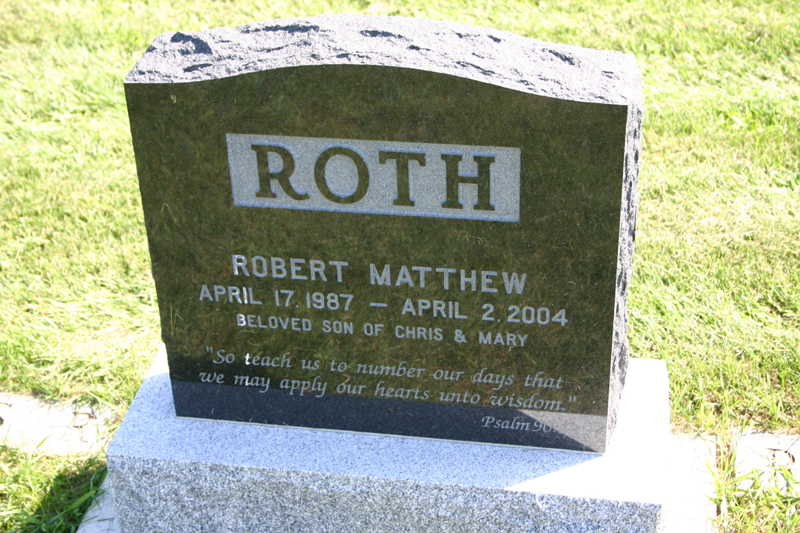 ROTH
ROBERT MATTHEW
APRIL 17, 1987 — APRIL 2, 2004
BELOVED SON OF CHRIS & MARY
"So teach us to number our days that
we may apply our hearts unto wisdom."
Psalm